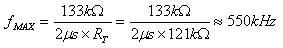 f_MAX = 133kΩ / 2μs × R_T = 133kΩ / 2μs × 121kΩ ≈ 550kHz